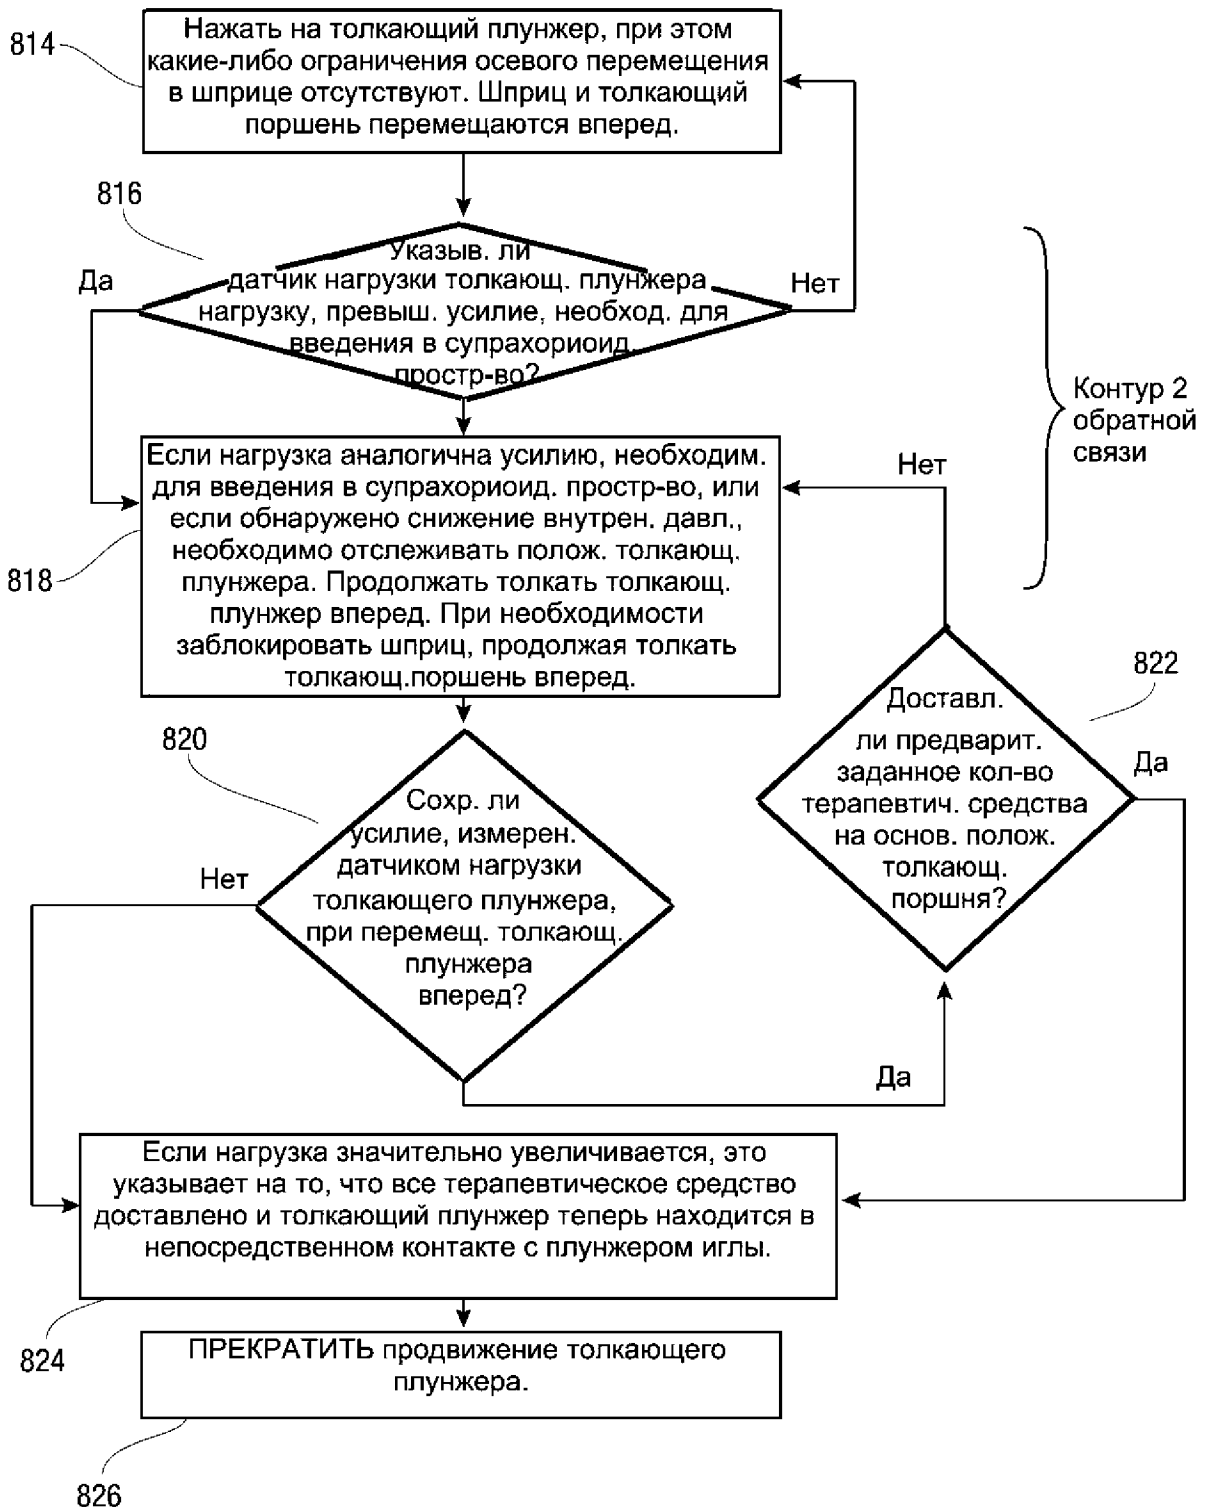 814
Нажать на толкающий плунжер, при этом
какие-либо ограничения осевого перемещения
в шприце отсутствуют. Шприц и толкающий
поршень перемещаются вперед.
816
Да
Указыв. ли
датчик нагрузки толкающ. плунжера
нагрузку, превыш. усилие, необход. для
введения в супрахориоид.
простр-во?
Нет
Контур 2
обратной
связи
818
Если нагрузка аналогична усилию, необходим.
для введения в супрахориоид. простр-во, или
если обнаружено снижение внутрен. давл.,
необходимо отслеживать полож. толкающ.
плунжера. Продолжать толкать толкающ.
плунжер вперед. При необходимости
заблокировать шприц, продолжая толкать
толкающ.поршень вперед.
Нет
822
Доставл.
ли предварит.
заданное кол-во
терапевтич. средства
на основ. полож.
толкающ.
поршня?
Да
820
Сохр. ли
усилие, измерен.
датчиком нагрузки
толкающего плунжера,
при перемещ. толкающ.
плунжера
вперед?
Нет
Да
Если нагрузка значительно увеличивается, это
указывает на то, что все терапевтическое средство
доставлено и толкающий плунжер теперь находится в
непосредственном контакте с плунжером иглы.
824
ПРЕКРАТИТЬ продвижение толкающего
плунжера.
826